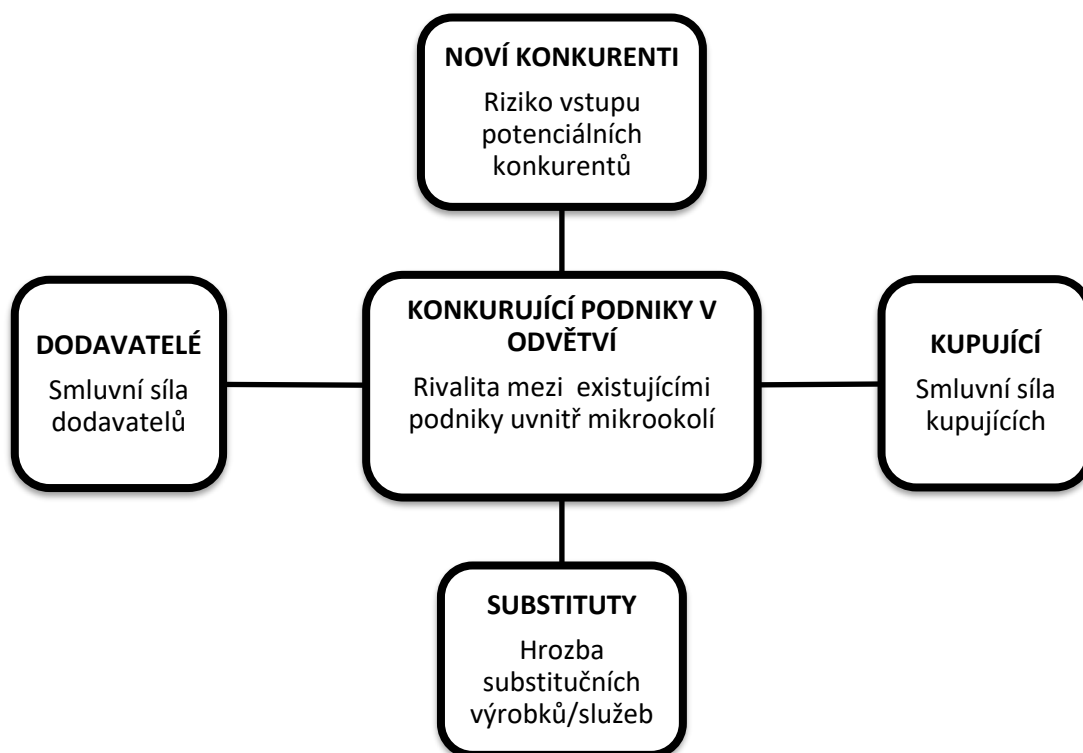 NOVÍ KONKURENTI
Riziko vstupu
potenciálních
konkurentů
DODAVATELÉ
Smluvní síla
dodavatelů
KONKURUJÍCÍ PODNIKY V
ODVĚTVÍ
Rivalita mezi existujícími
podniky uvnitř mikrookolí
KUPUJÍCÍ
Smluvní síla
kupujících
SUBSTITUTY
Hrozba
substitučních
výrobků/služeb